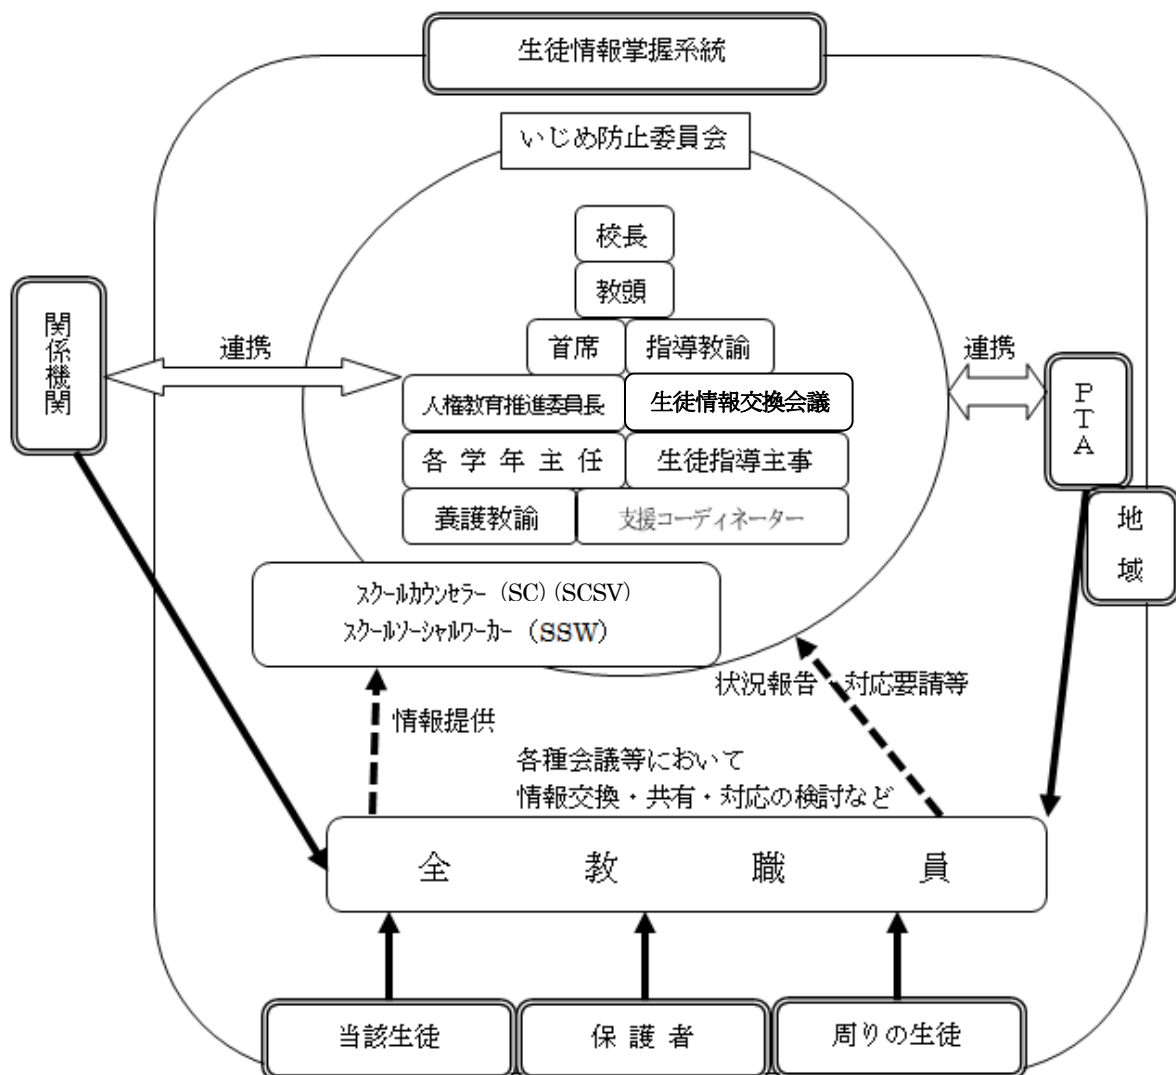 生徒情報掌握系統
いじめ防止委員会
校長
教頭
首席
指導教諭
人権教育推進委員長
生徒情報交換会議
各学年主任
生徒指導主事
養護教諭
支援コーディネーター
スクールカウンセラー (SC) (SCSV)
スクールソーシャルワーカー (SSW)
関係機関
連携
連携
PTA
地域
状況報告・対応要請等
情報提供
各種会議等において
情報交換・共有・対応の検討など
全教職員
当該生徒
保護者
周りの生徒